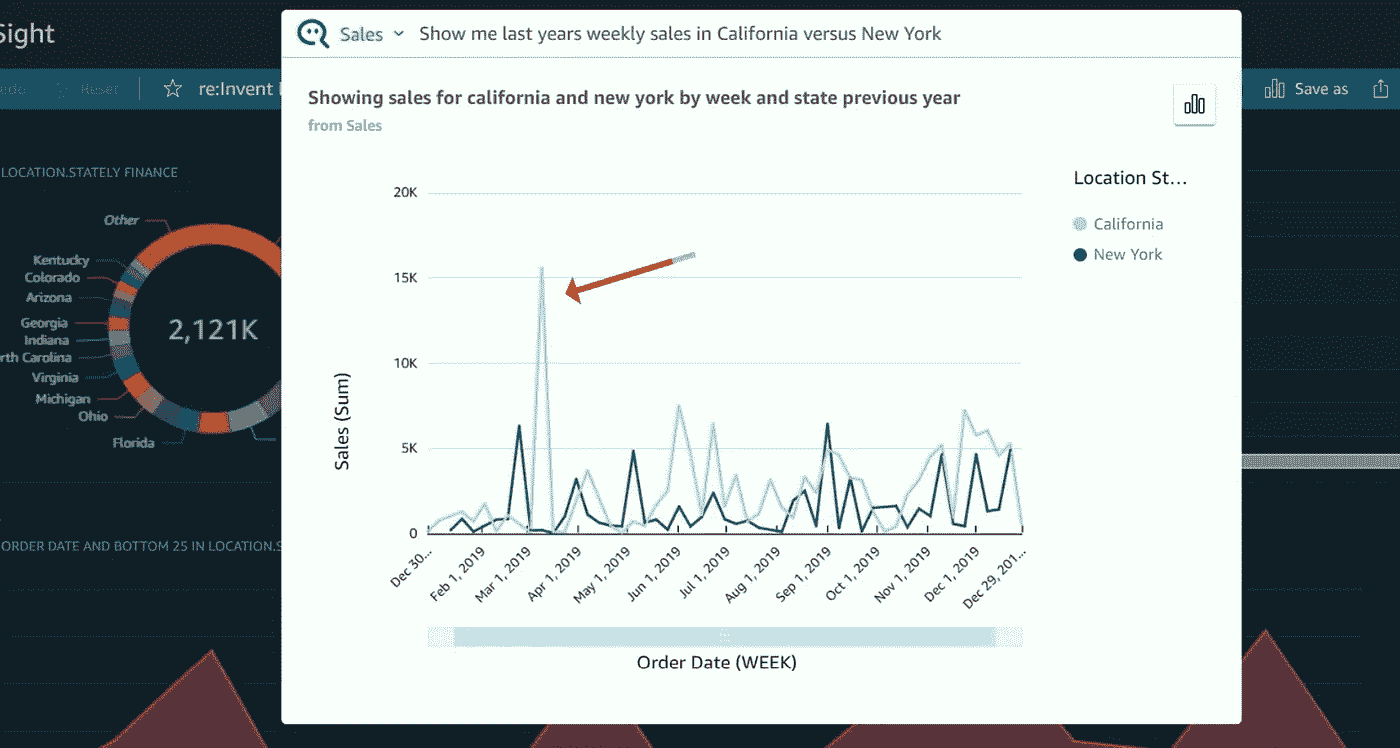 Sight
Sales
Show me last years weekly sales in California versus New York
Reset
re:Invent
Save as
Showing sales for california and new york by week and state previous year
from Sales
LOCATION.STATELY FINANCE
Other
Kentucky
Colorado
Arizona
Georgia
Indiana
rth Carolina
Virginia
Michigan
Ohio
Florida
2,121K
Location St...
California
New York
20K
15K
10K
5K
0
Sales (Sum)
Dec 30...
Feb 1, 2019
Mar 1, 2019
Apr 1, 2019
May 1, 2019
Jun 1, 2019
Jul 1, 2019
Aug 1, 2019
Sep 1, 2019
Oct 1, 2019
Nov 1, 2019
Dec 1, 2019
Dec 29, 201...
Order Date (WEEK)
ORDER DATE AND BOTTOM 25 IN LOCATION.S